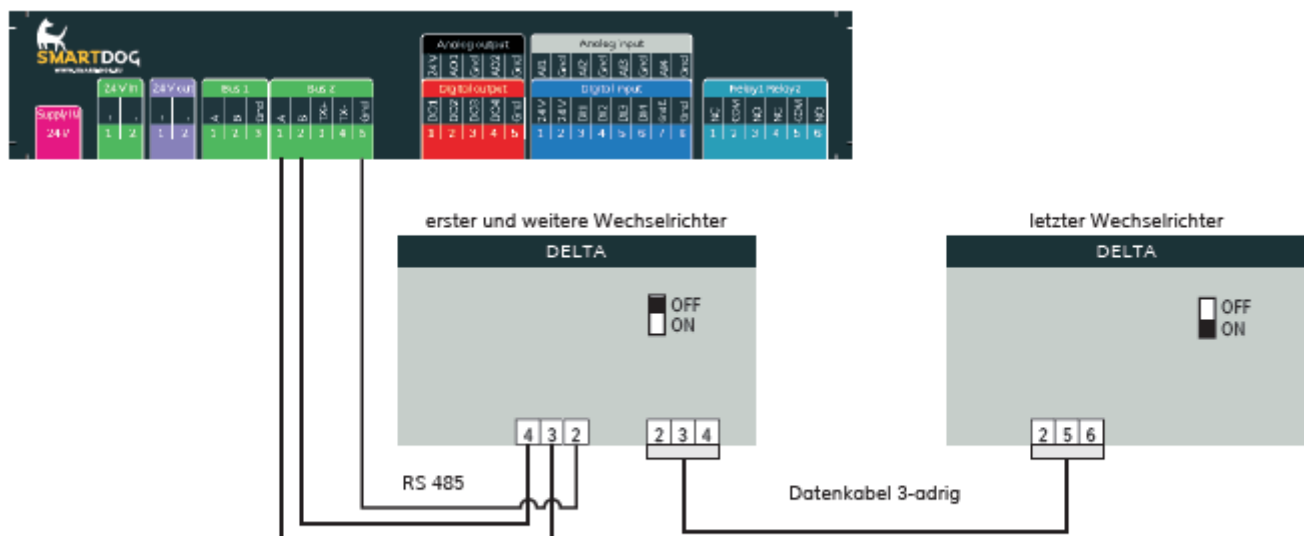 SMARTDOG
Analog output
Analog input
24 V AO1 Gnd AO2 Gnd
AI1 Gnd AI2 Gnd AI3 Gnd AI4 Gnd
24 V in
24 V out
Bus 1
Bus 2
Digital output
Digital input
Relay1 Relay2
Supply IN
24 V
A B Gnd
A B TX+ TX- Gnd
DO1 DO2 DO3 DO4 Gnd
24 V 24 V DI1 DI2 DI3 DI4 Gnd
NC COM NO NC COM NO
1 2
1 2
1 2 3
1 2 3 4 5
1 2 3 4 5
1 2 3 4 5 6 7 8
1 2 3 4 5 6
erster und weitere Wechselrichter
letzter Wechselrichter
DELTA
DELTA
OFF
ON
OFF
ON
4 3 2
2 3 4
2 5 6
RS 485
Datenkabel 3-adrig